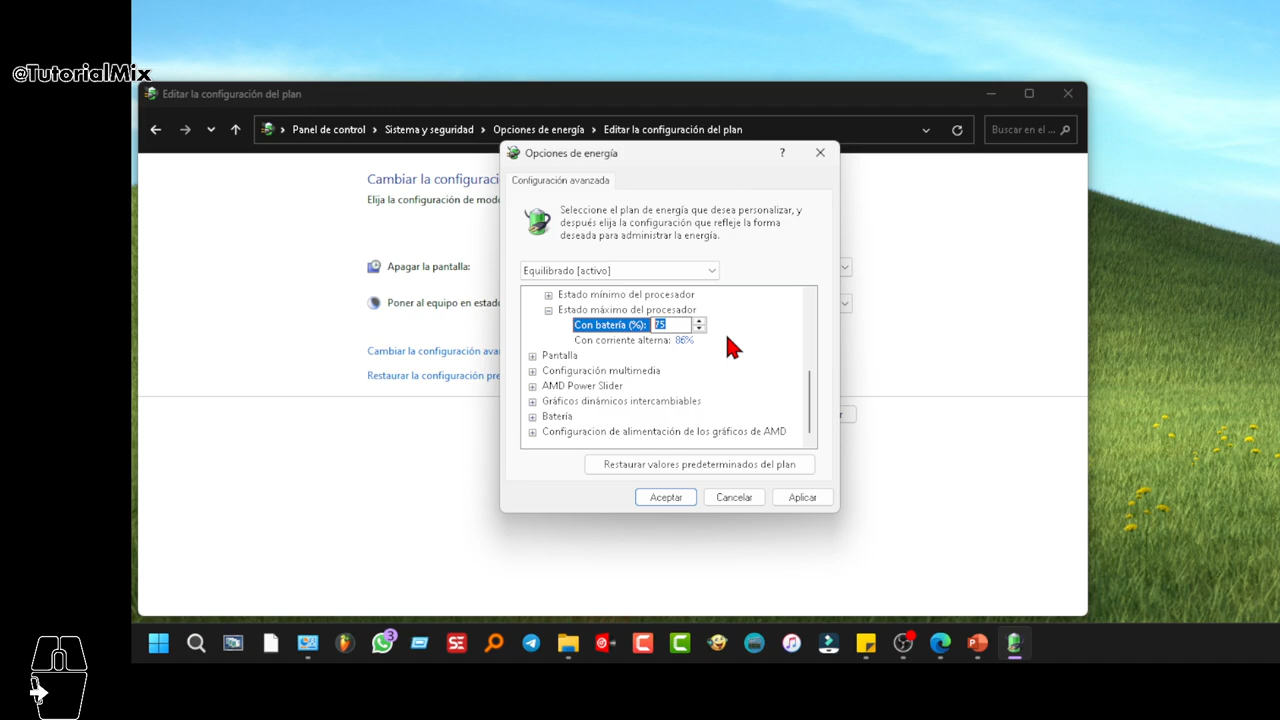 @TutorialMix
Editar la configuración del plan
Panel de control
Sistema y seguridad
Opciones de energía
Editar la configuración del plan
Buscar en el ...
Cambiar la configuraci
Elija la configuración de mod
Apagar la pantalla:
Poner al equipo en estado
Cambiar la configuración ava
Restaurar la configuración pre
Opciones de energía
?
Configuración avanzada
Seleccione el plan de energía que desea personalizar, y
después elija la configuración que refleje la forma
deseada para administrar la energía.
Equilibrado [activo]
Estado mínimo del procesador
Estado máximo del procesador
Con batería (%): 75
Con corriente alterna: 86%
Pantalla
Configuración multimedia
AMD Power Slider
Gráficos dinámicos intercambiables
Batería
Configuracion de alimentación de los gráficos de AMD
Restaurar valores predeterminados del plan
Aceptar
Cancelar
Aplicar
r
3
SE